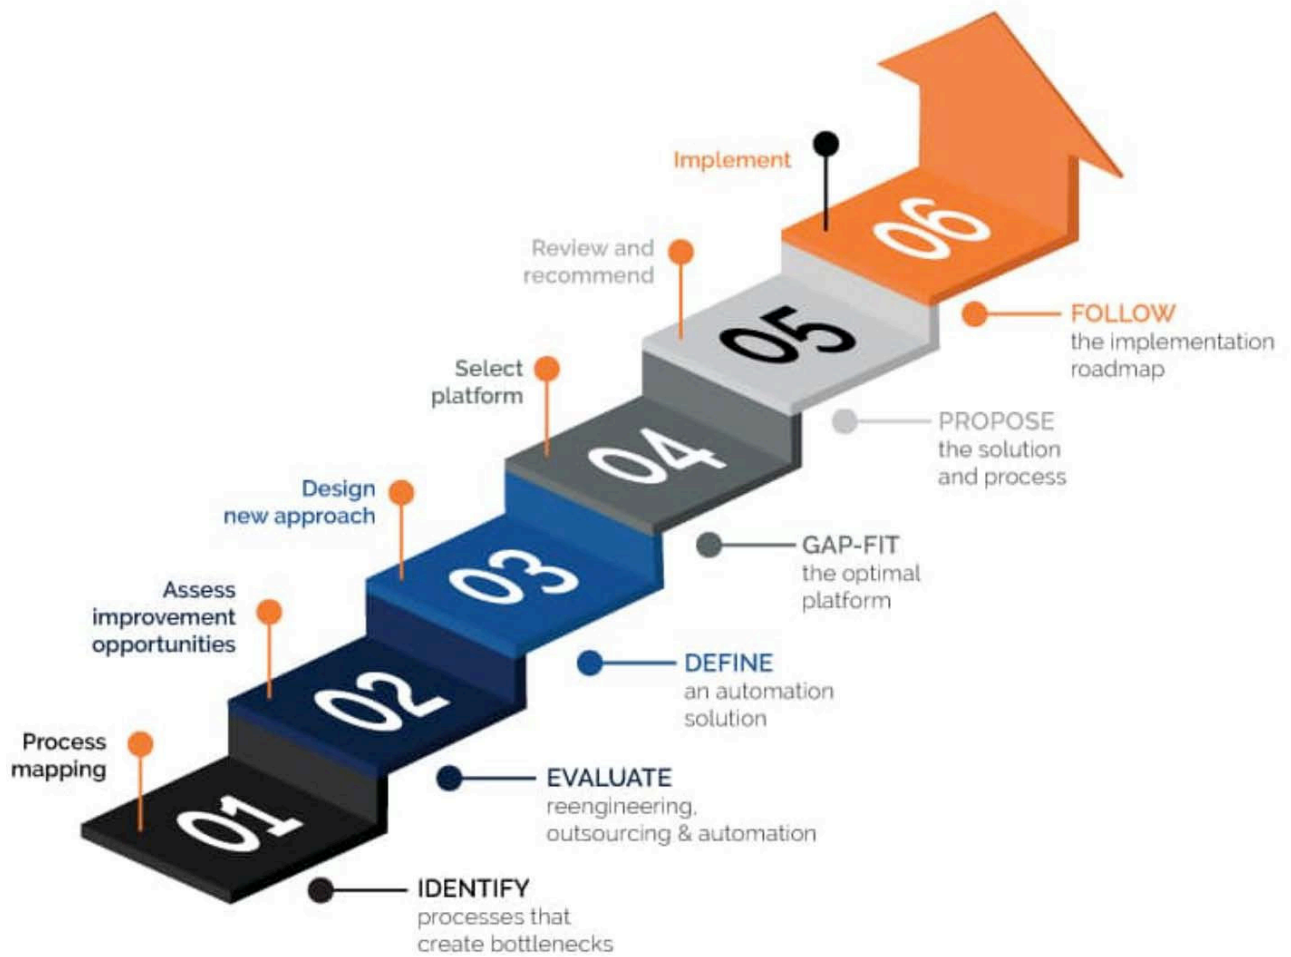 Implement
06
FOLLOW
the implementation
roadmap
Review and
recommend
05
PROPOSE
the solution
and process
Select
platform
04
GAP-FIT
the optimal
platform
Design
new approach
03
DEFINE
an automation
solution
Assess
improvement
opportunities
02
EVALUATE
reengineering,
outsourcing & automation
Process
mapping
01
IDENTIFY
processes that
create bottlenecks